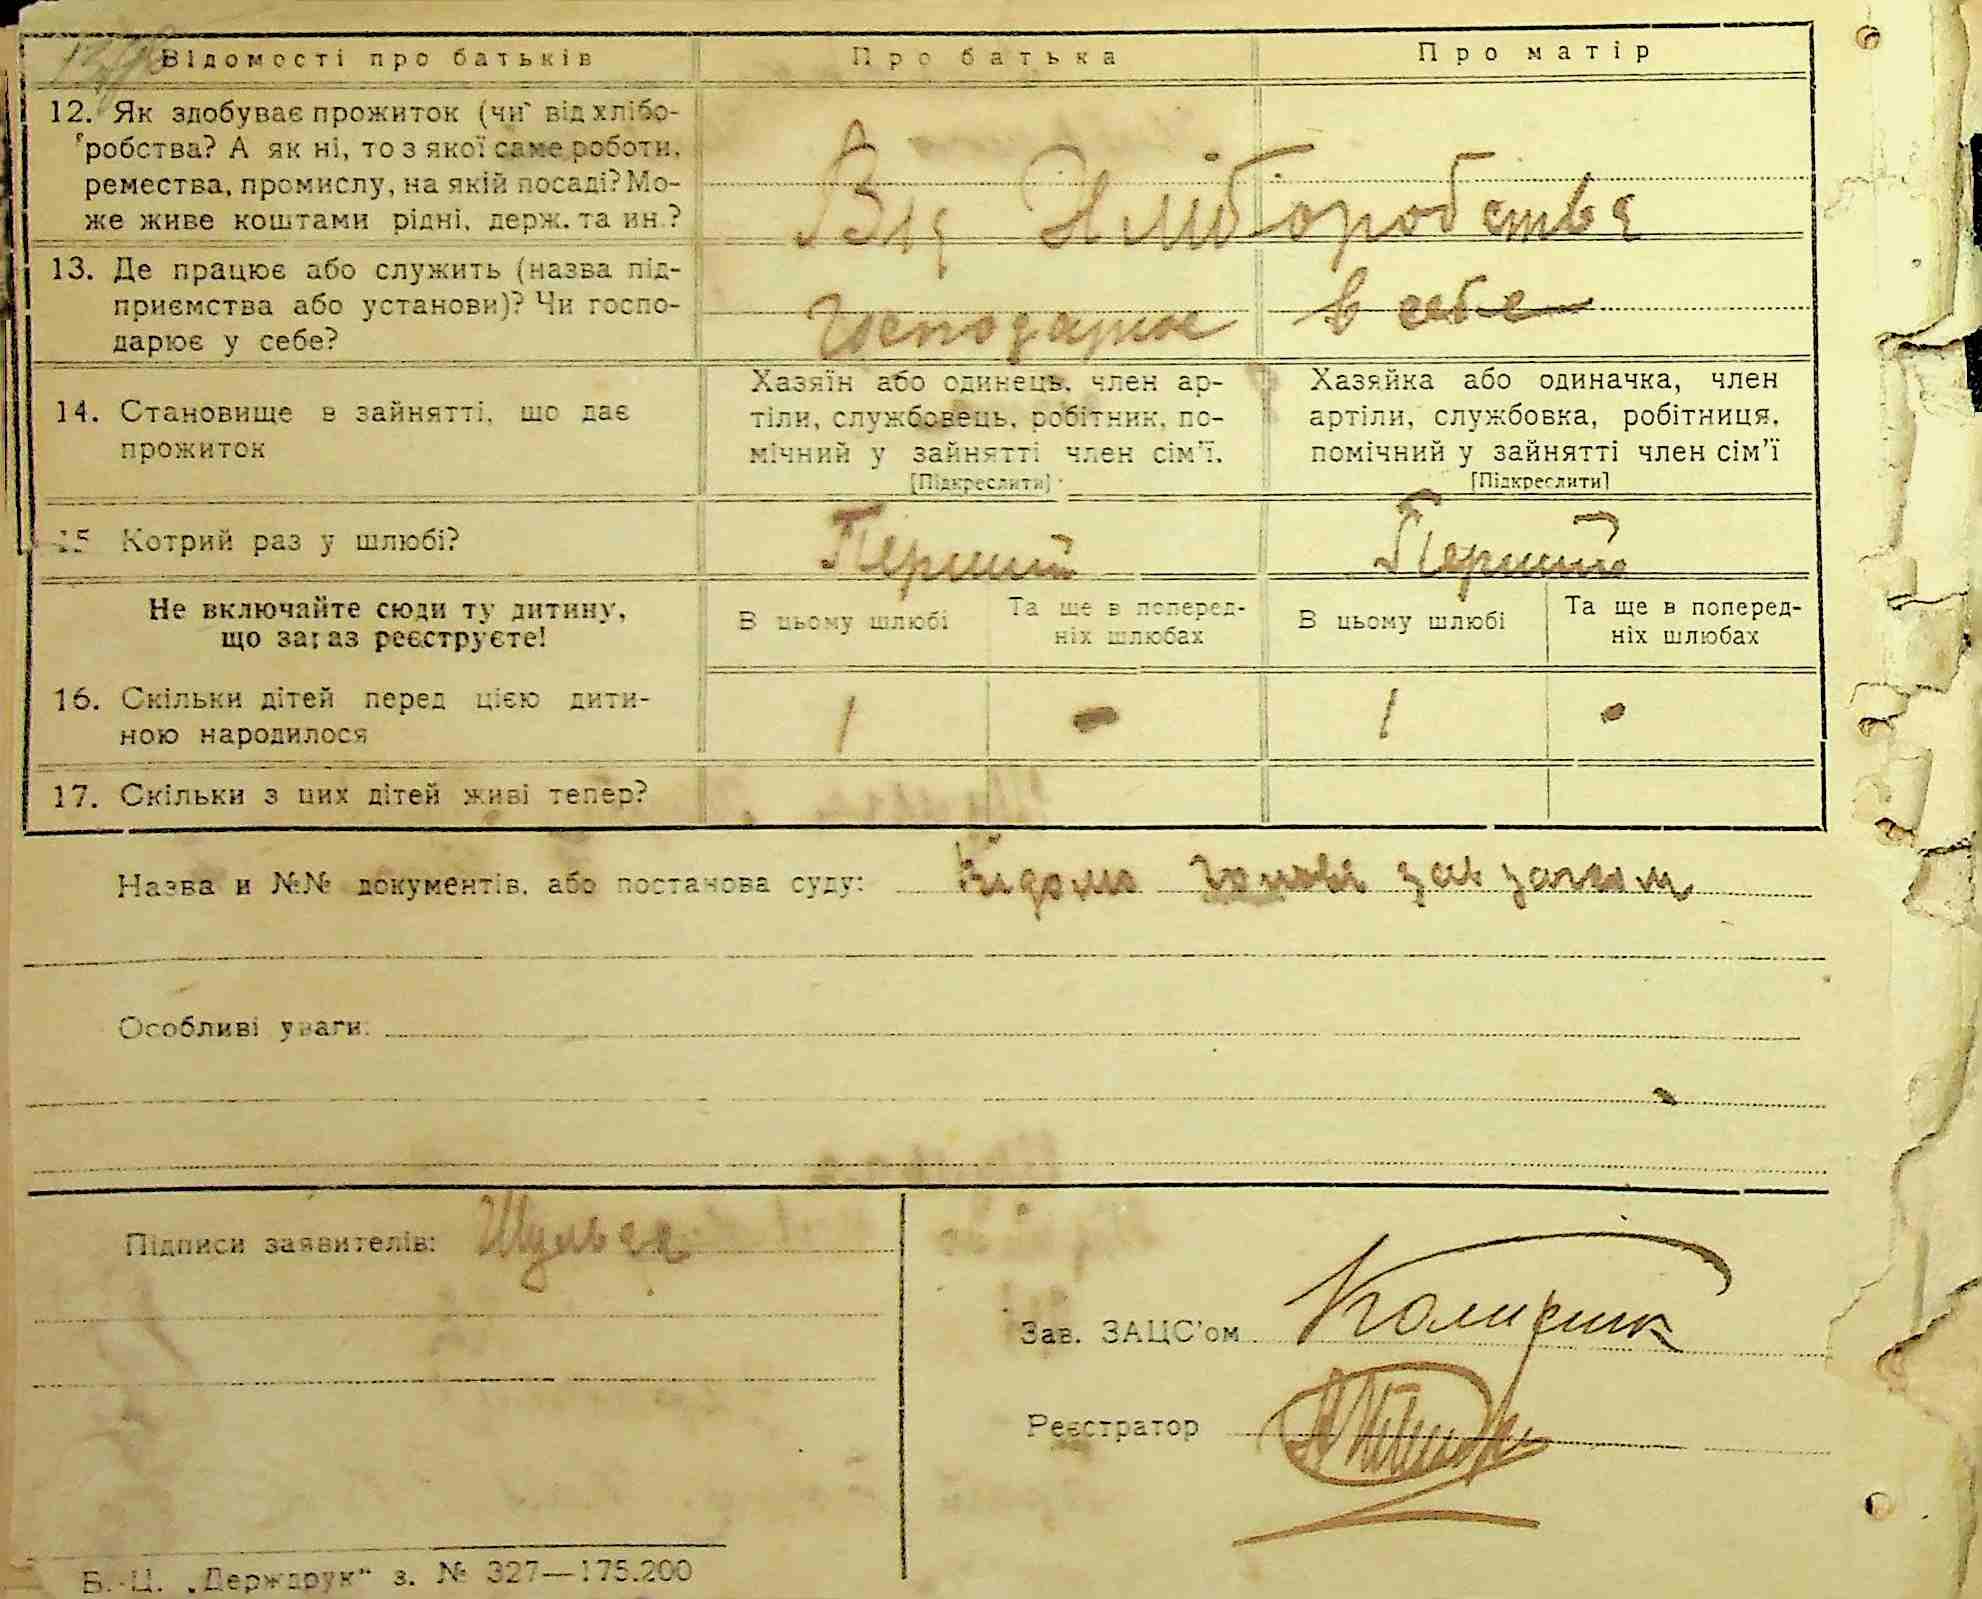 Відомості про батьків
Про батька
Про матір
12. Як здобуває прожиток (чи від хлібо-
робства? А як ні, то з якої саме роботи,
ремества, промислу, на якій посаді? Мо-
же живе коштами рідні, держ. та ин.?
Від Хліборобства
13. Де працює або служить (назва під-
приємства або установи)? Чи госпо-
дарює у себе?
Господарює в себе
14. Становище в зайнятті, що дає
прожиток
Хазяїн або одинець, член ар-
тіли, службовець, робітник, по-
мічний у зайнятті член сім'ї.
[Підкреслити]
Хазяйка або одиначка, член
артіли, службовка, робітниця,
помічний у зайнятті член сім'ї
[Підкреслити]
15 Котрий раз у шлюбі?
Перший
Перший
Не включайте сюди ту дитину,
що зараз реєструєте!
В цьому шлюбі
Та ще в поперед-
ніх шлюбах
В цьому шлюбі
Та ще в поперед-
ніх шлюбах
16. Скільки дітей перед цією дити-
ною народилося
1 - 1 -
17. Скільки з цих дітей живі тепер?
Назва и №№ документів, або постанова суду: Відомо
Особливі уваги:
Підписи заявителів: Шульга
Зав. ЗАЦС'ом
Реєстратор
Б.-Ц. „Держдрук" з. № 327—175.200